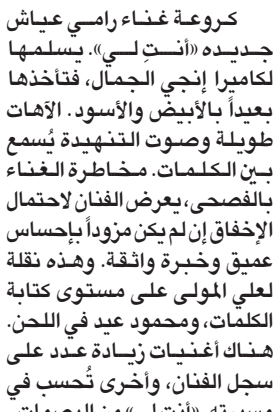 كروعة غناء رامي عياش
جديده «أنتِ لي». يسلمها
لكاميرا إنجي الجمال، فتأخذها
بعيداً بالأبيض والأسود. الآهات
طويلة وصوت التنهيدة يُسمع
بين الكلمات. مخاطرة الغناء
بالفصحى، يعرض الفنان لاحتمال
الإخفاق إن لم يكن مزوداً بإحساس
عميق وخبرة واثقة. وهذه نقلة
لعلي المولى على مستوى كتابة
الكلمات، ومحمود عيد في اللحن.
هناك أغنيات زيادة عدد على
سجل الفنان، وأخرى تُحسب في